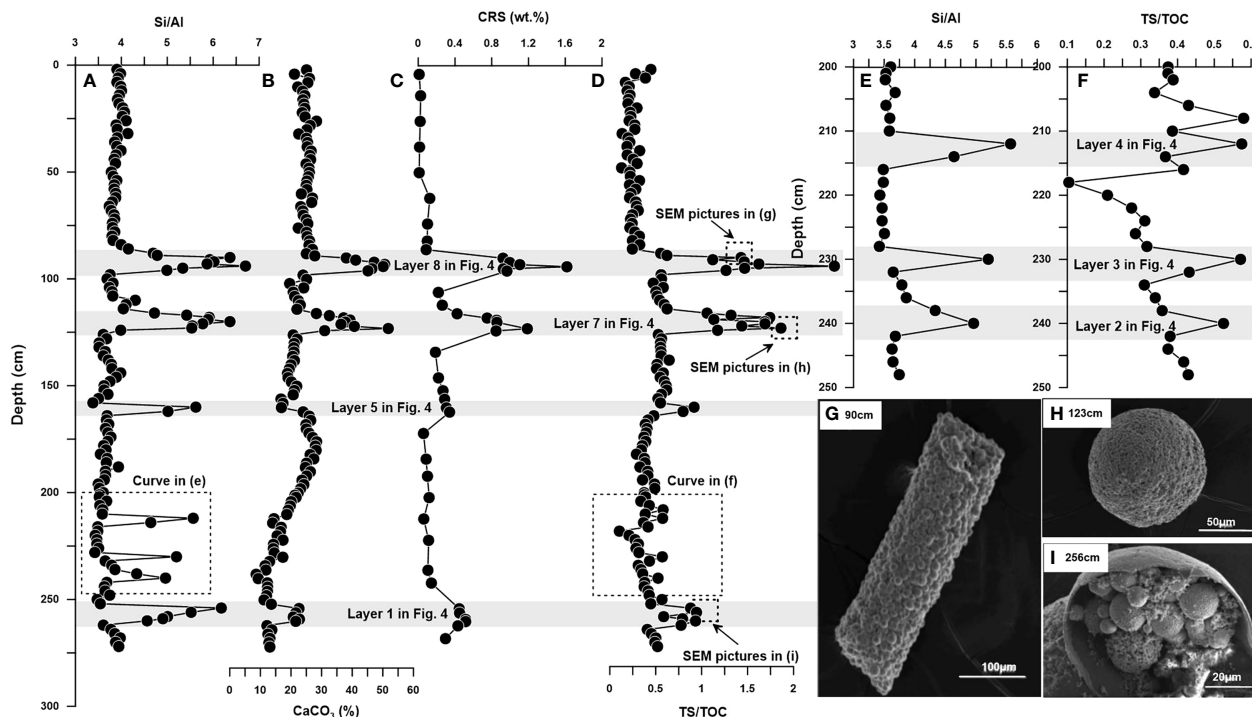 Si/Al
CRS (wt.%)
Si/Al
TS/TOC
3 4 5 6 7
0 0.4 0.8 1.2 1.6 2
3 3.5 4 4.5 5 5.5 6
0.1 0.2 0.3 0.4 0.5
A B C D E F
0
50
100
150
200
250
300
Depth (cm)
SEM pictures in (g)
Layer 8 in Fig. 4
Layer 7 in Fig. 4
SEM pictures in (h)
Layer 5 in Fig. 4
Curve in (e)
Curve in (f)
Layer 1 in Fig. 4
SEM pictures in (i)
0 10 20 30 40 50 60
CaCO₃ (%)
0 0.5 1 1.5 2
TS/TOC
200
210
220
230
240
250
Depth (cm)
200
210
220
230
240
250
Layer 4 in Fig. 4
Layer 3 in Fig. 4
Layer 2 in Fig. 4
G 90cm
100µm
H 123cm
50µm
I 256cm
20µm